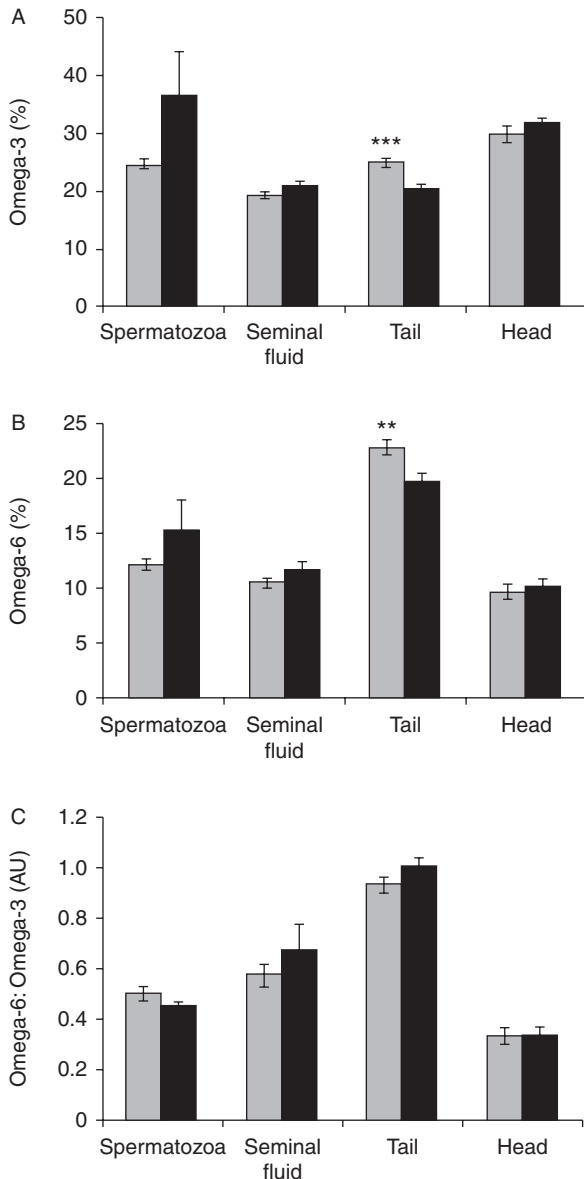 A
Omega-3 (%)
50
40
30
20
10
0
***
Spermatozoa
Seminal
fluid
Tail
Head
B
Omega-6 (%)
25
20
15
10
5
0
**
Spermatozoa
Seminal
fluid
Tail
Head
C
Omega-6: Omega-3 (AU)
1.2
1.0
0.8
0.6
0.4
0.2
0
Spermatozoa
Seminal
fluid
Tail
Head